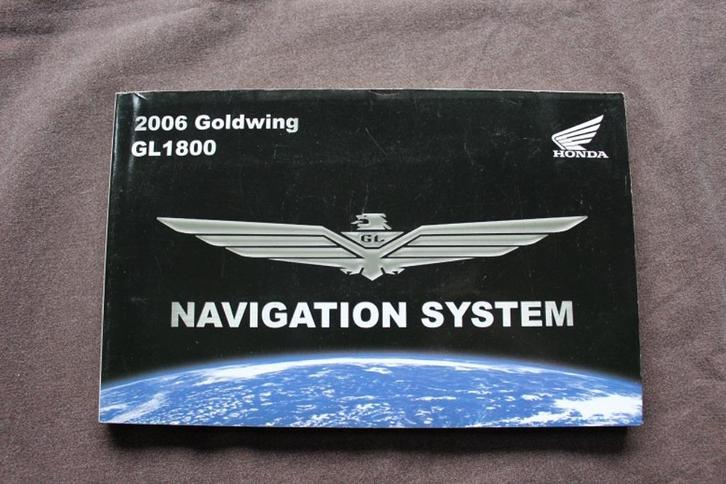 2006 Goldwing
GL1800
HONDA
GL
NAVIGATION SYSTEM